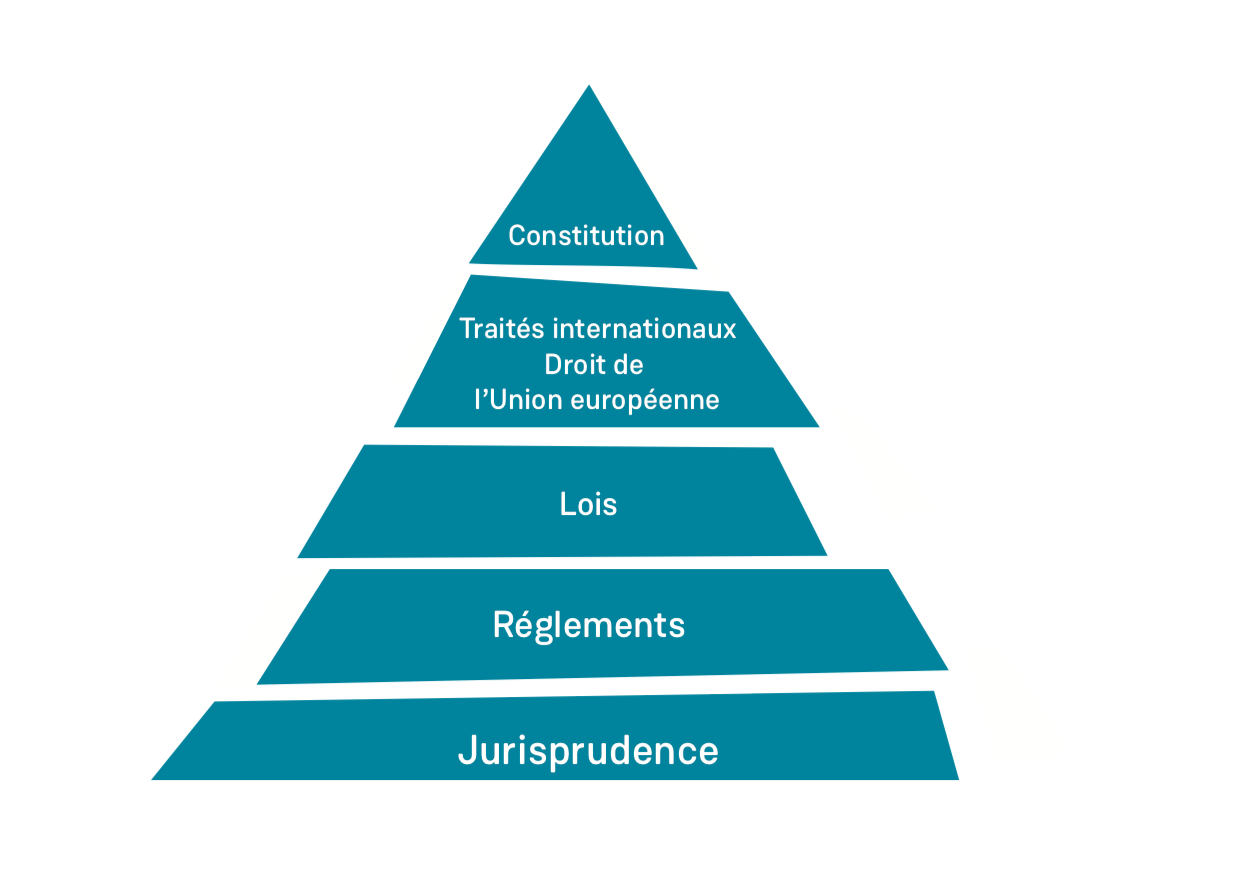 Constitution
Traités internationaux
Droit de
l’Union européenne
Lois
Réglements
Jurisprudence